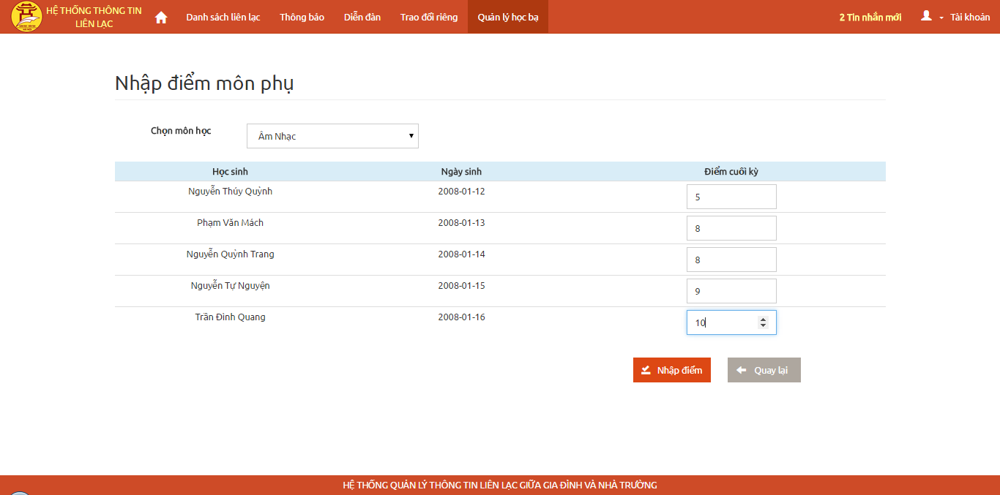 HỆ THỐNG THÔNG TIN
LIÊN LẠC
Danh sách liên lạc
Thông báo
Diễn đàn
Trao đổi riêng
Quản lý học bạ
2 Tin nhắn mới
Tài khoản
Nhập điểm môn phụ
Chọn môn học
Âm Nhạc
Học sinh Ngày sinh Điểm cuối kỳ
Nguyễn Thúy Quỳnh 2008-01-12 5
Phạm Văn Mách 2008-01-13 8
Nguyễn Quỳnh Trang 2008-01-14 8
Nguyễn Tự Nguyện 2008-01-15 9
Trần Đình Quang 2008-01-16 10
Nhập điểm
Quay lại
HỆ THỐNG QUẢN LÝ THÔNG TIN LIÊN LẠC GIỮA GIA ĐÌNH VÀ NHÀ TRƯỜNG